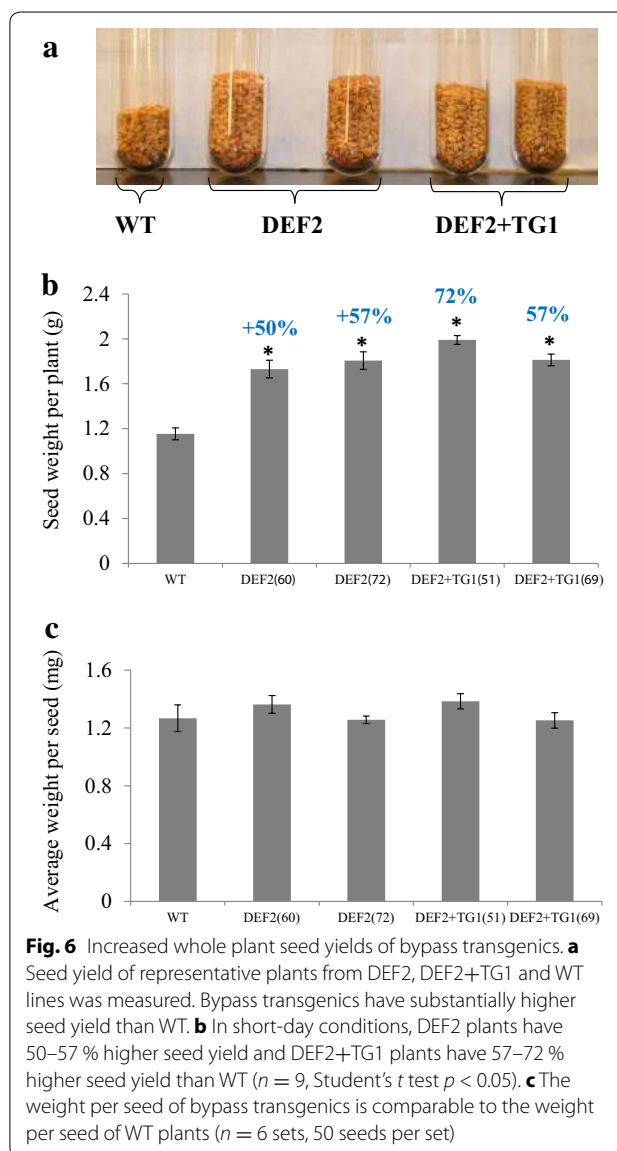 a
WT DEF2 DEF2+TG1
b
Seed weight per plant (g)
2.4
2
1.6
1.2
0.8
0.4
0
+50% +57% 72% 57%
* * * *
WT DEF2(60) DEF2(72) DEF2+TG1(51) DEF2+TG1(69)
c
Average weight per seed (mg)
1.6
1.2
0.8
0.4
0
WT DEF2(60) DEF2(72) DEF2+TG1(51) DEF2+TG1(69)
Fig. 6 Increased whole plant seed yields of bypass transgenics. a
Seed yield of representative plants from DEF2, DEF2+TG1 and WT
lines was measured. Bypass transgenics have substantially higher
seed yield than WT. b In short-day conditions, DEF2 plants have
50–57 % higher seed yield and DEF2+TG1 plants have 57–72 %
higher seed yield than WT (n = 9, Student's t test p < 0.05). c The
weight per seed of bypass transgenics is comparable to the weight
per seed of WT plants (n = 6 sets, 50 seeds per set)